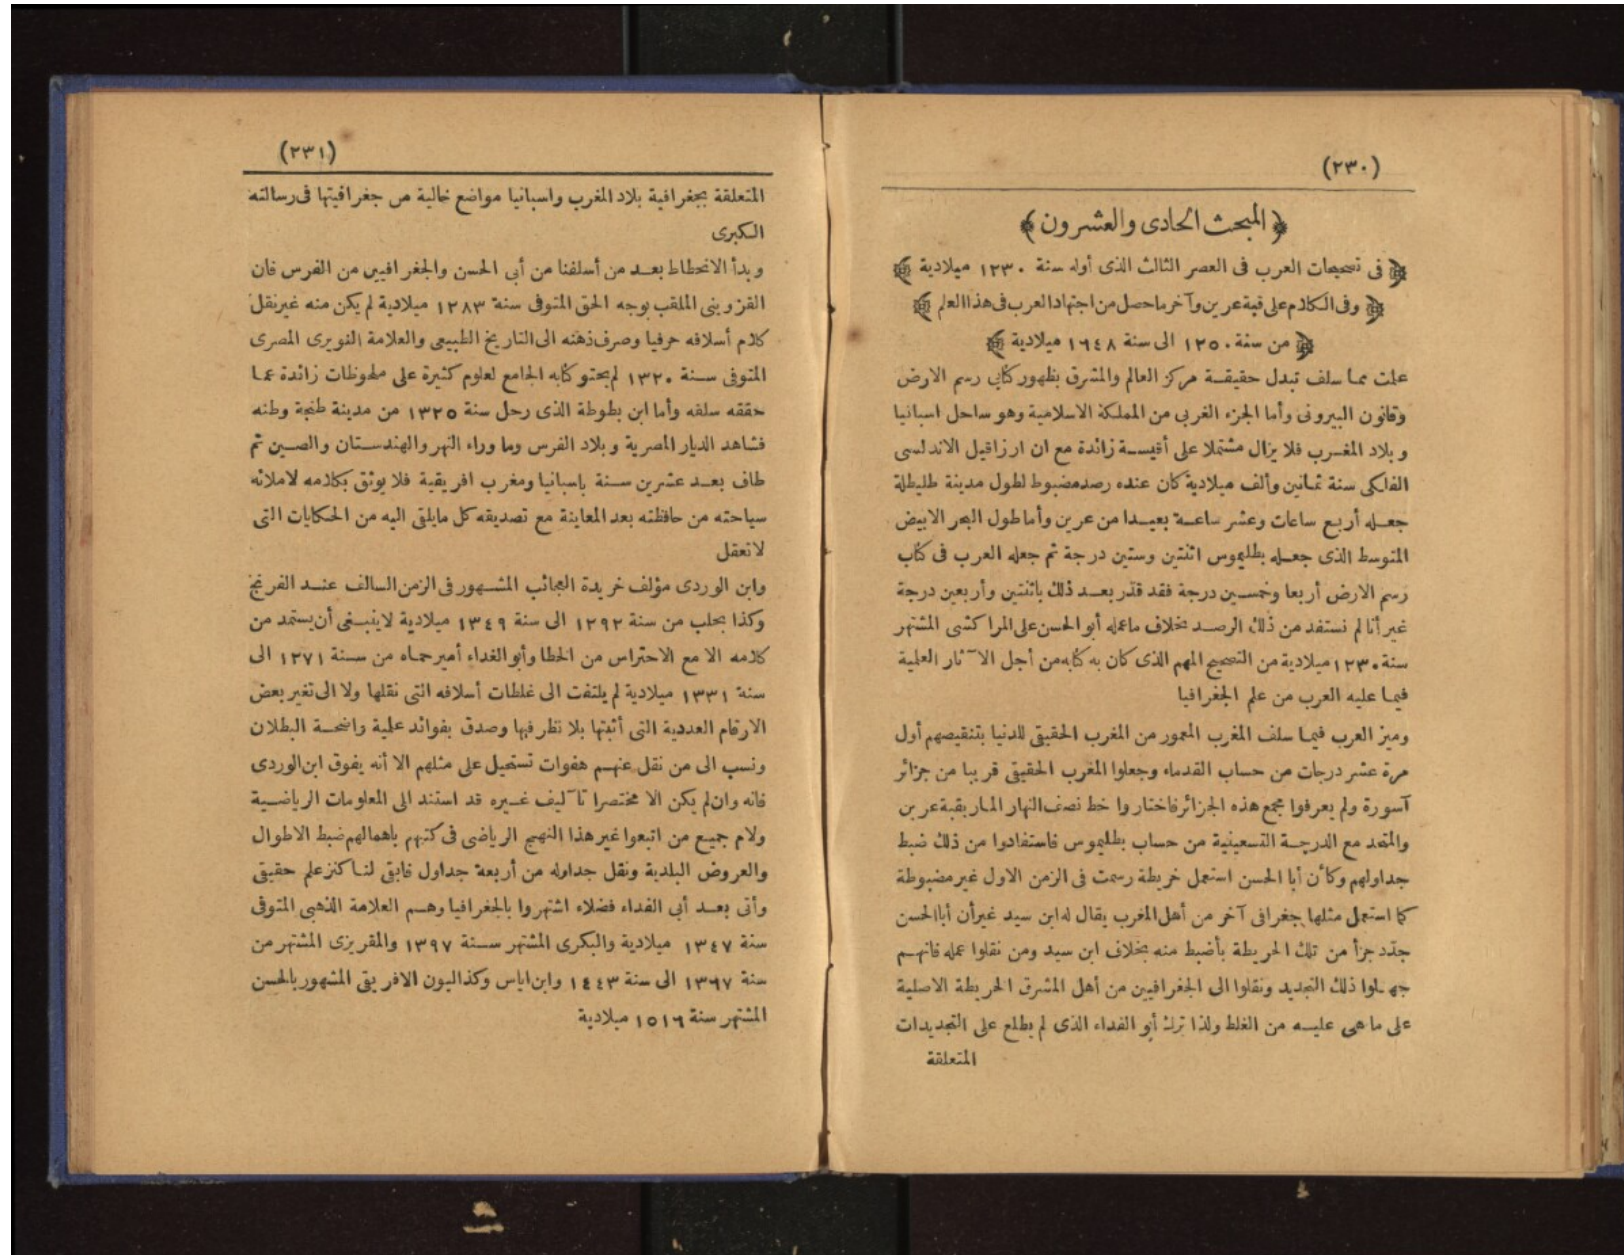 (٢٣٠)
﴿ المبحث الحادى والعشرون ﴾
﴿ فى تصحيحات العرب فى العصر الثالث الذى أوله سنة ١٢٣٠ ميلادية ﴾
﴿ وفى الكلام على قبة عرين وآخر ما حصل من اجتهاد العرب فى هذا العلم ﴾
﴿ من سنة ١٢٥٠ الى سنة ١٦٤٨ ميلادية ﴾
علمت مما سلف تبدل حقيقة مركز العالم والمشرق بظهور كتابى رسم الارض
وقانون البيرونى وأما الجزء الغربى من المملكة الاسلامية وهو ساحل اسبانيا
وبلاد المغرب فلا يزال مشتملا على أقيسة زائدة مع ان ارزاقيل الاندلسى
الفلكى سنة ثمانين وألف ميلادية كان عنده رصد مضبوط لطول مدينة طليطلة
جعله أربع ساعات وعشر ساعة بعيدا من عرين وأما طول البحر الابيض
المتوسط الذى جعله بطليموس اثنتين وستين درجة ثم جعله العرب فى كتاب
رسم الارض أربعا وخمسين درجة فقد قدّر بعد ذلك باثنتين وأربعين درجة
غير أنا لم نستفد من ذلك الرصد بخلاف ما عمله أبو الحسن على المراكشى المشتهر
سنة ١٢٣٠ ميلادية من التصحيح المهم الذى كان به كتابه من أجل الآثار العلمية
فيما عليه العرب من علم الجغرافيا
وميز العرب فيما سلف المغرب المعمور من المغرب الحقيقى للدنيا بتنقيصهم أول
مرة عشر درجات من حساب القدماء وجعلوا المغرب الحقيقى قريبا من جزائر
آسورة ولم يعرفوا مجمع هذه الجزائر فاختاروا خط نصف النهار المار بقبة عرين
والمتحد مع الدرجة التسعينية من حساب بطليموس فاستفادوا من ذلك ضبط
جداولهم وكأن أبا الحسن استعمل خريطة رسمت فى الزمن الاول غير مضبوطة
كما استعمل مثلها جغرافى آخر من أهل المغرب يقال له ابن سيد غير أن أبا الحسن
جدّد جزأ من تلك الخريطة بأضبط منه بخلاف ابن سيد ومن نقلوا عمله فانهم
جهلوا ذلك التجديد ونقلوا الى الجغرافيين من أهل المشرق الخريطة الاصلية
على ما هى عليه من الغلط ولذا ترك أبو الفداء الذى لم يطلع على التجديدات
المتعلقة
(٢٣١)
المتعلقة بجغرافية بلاد المغرب واسبانيا مواضع خالية من جغرافيتها فى رسالته
الكبرى
وبدأ الانحطاط بعد من أسلفنا من أبى الحسن والجغرافيين من الفرس فان
القزوينى الملقب بوجه الحق المتوفى سنة ١٢٨٣ ميلادية لم يكن منه غير نقل
كلام أسلافه حرفيا وصرف ذهنه الى التاريخ الطبيعى والعلامة النويرى المصرى
المتوفى سنة ١٣٢٠ لم يحتو كتابه الجامع لعلوم كثيرة على ملحوظات زائدة عما
حققه سلفه وأما ابن بطوطة الذى رحل سنة ١٣٢٥ من مدينة طنجة وطنه
فشاهد الديار المصرية وبلاد الفرس وما وراء النهر والهندستان والصين ثم
طاف بعد عشرين سنة باسبانيا ومغرب افريقية فلا يوثق بكلامه لاملائه
سياحته من حافظته بعد المعاينة مع تصديقه كل ما يلقى اليه من الحكايات التى
لا تعقل
وابن الوردى مؤلف خريدة العجائب المشهور فى الزمن السالف عند الفرنج
وكذا بحلب من سنة ١٢٩٢ الى سنة ١٣٤٩ ميلادية لا ينبغى أن يستمد من
كلامه الا مع الاحتراس من الخطا وأبو الغداء أمير حماه من سنة ١٢٧١ الى
سنة ١٣٣١ ميلادية لم يلتفت الى غلطات أسلافه التى نقلها ولا الى تغير بعض
الارقام العددية التى أثبتها بلا نظر فيها وصدق بفوائد علمية واضحة البطلان
ونسب الى من نقل عنهم هفوات تستحيل على مثلهم الا أنه يفوق ابن الوردى
فانه وان لم يكن الا مختصرا تآليف غيره قد استند الى المعلومات الرياضية
ولام جميع من اتبعوا غير هذا النهج الرياضى فى كتبهم باهمالهم ضبط الاطوال
والعروض البلدية ونقل جداوله من أربعة جداول فابقى لنا كنز علم حقيقى
وأتى بعد أبى الفداء فضلاء اشتهروا بالجغرافيا وهم العلامة الذهبى المتوفى
سنة ١٣٤٧ ميلادية والبكرى المشتهر سنة ١٣٩٧ والمقريزى المشتهر من
سنة ١٣٦٧ الى سنة ١٤٤٣ وابن اياس وكذا ليون الافريقى المشهور بالحسن
المشتهر سنة ١٥١٦ ميلادية